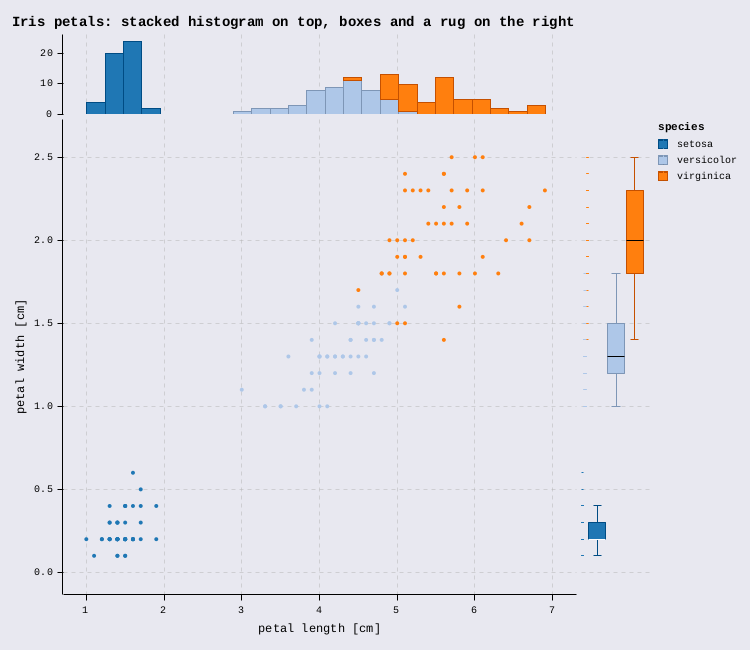 Iris petals: stacked histogram on top, boxes and a rug on the right
20
10
0
species
setosa
versicolor
virginica
2.5
2.0
1.5
1.0
0.5
0.0
petal width [cm]
1 2 3 4 5 6 7
petal length [cm]